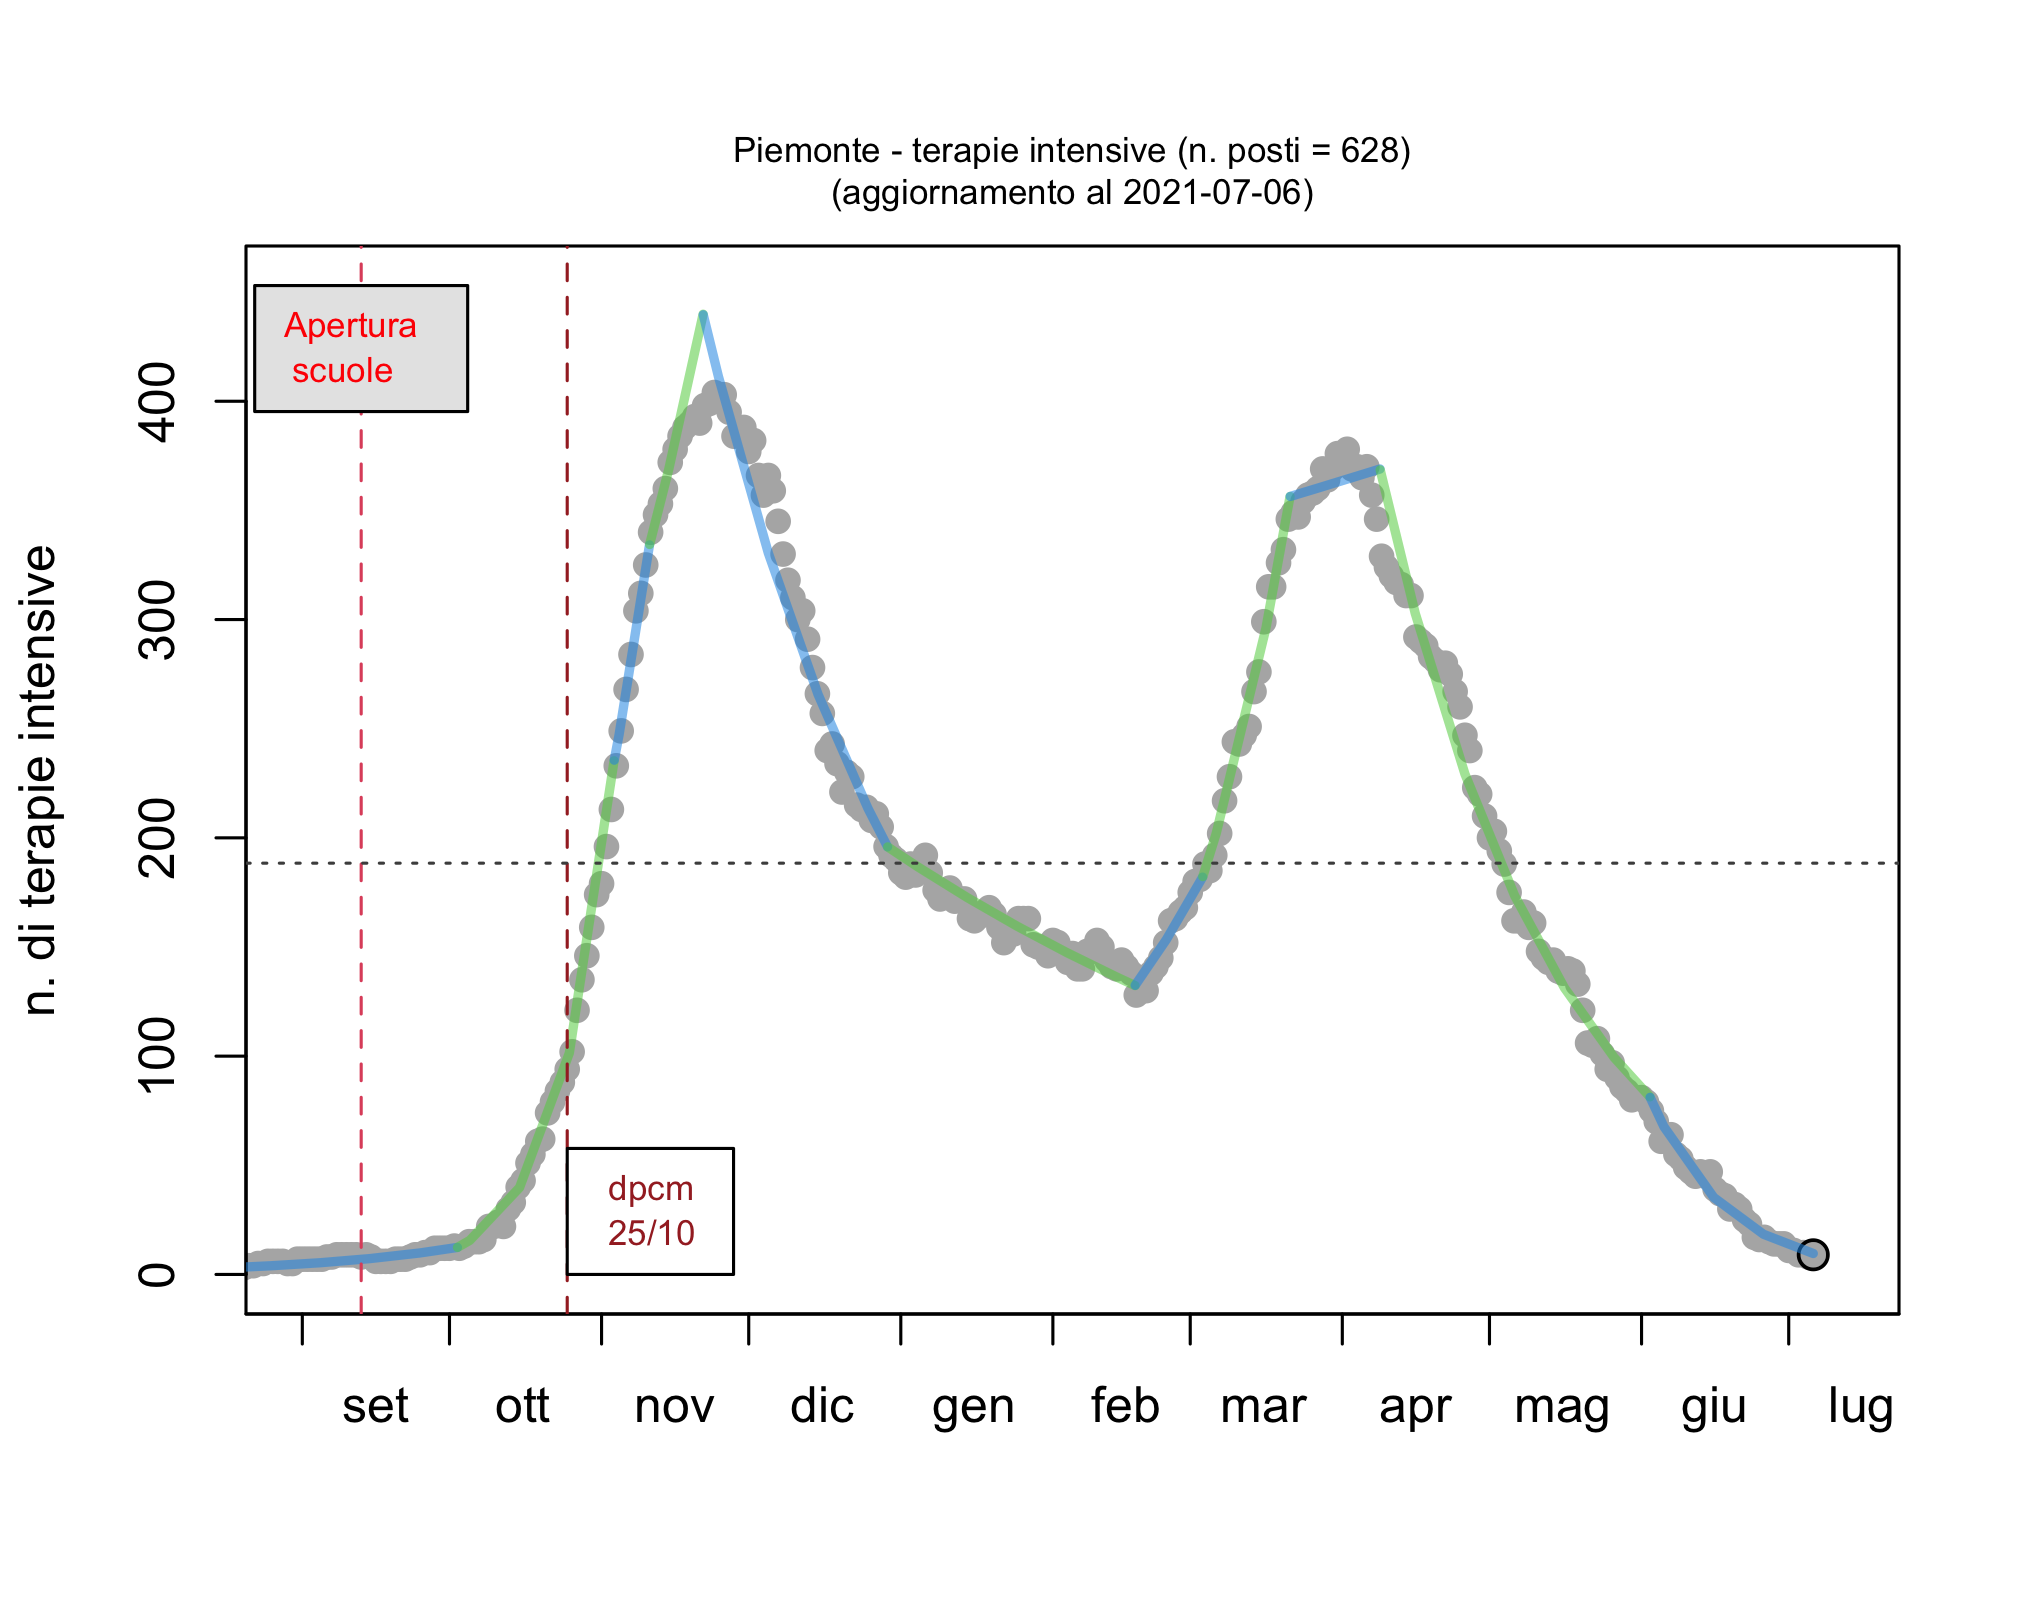 Piemonte - terapie intensive (n. posti = 628)
(aggiornamento al 2021-07-06)
Apertura
scuole
dpcm
25/10
n. di terapie intensive
400
300
200
100
0
set ott nov dic gen feb mar apr mag giu lug